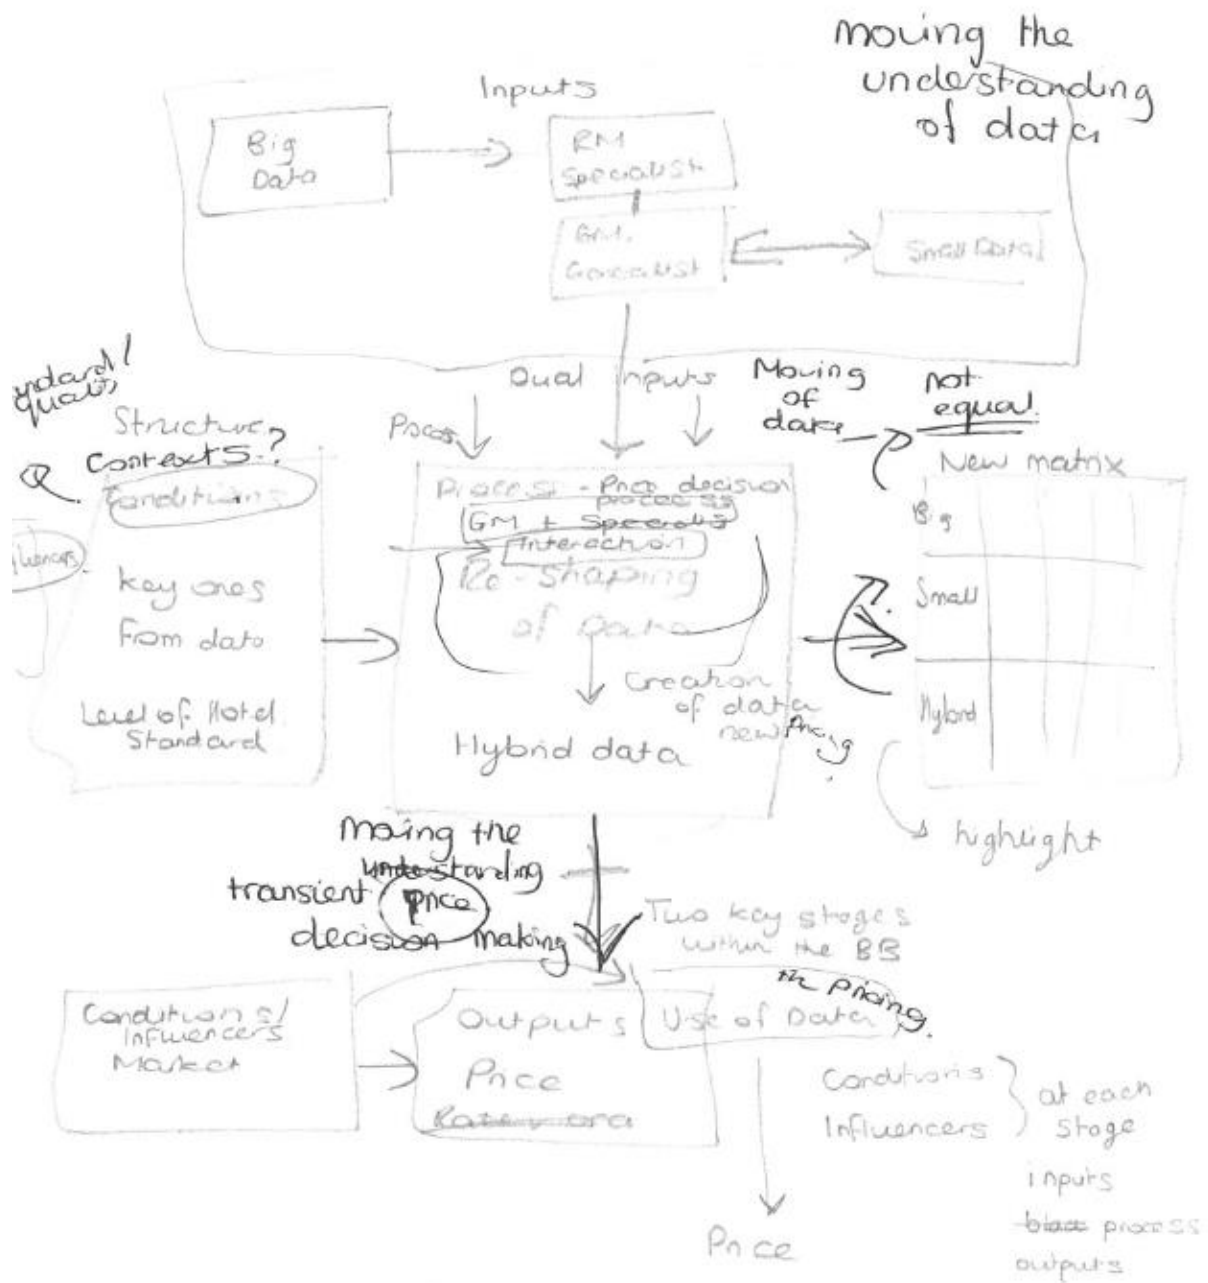 moving the
understanding
of data
Inputs
Big
Data
RM
Specialist
GM.
Small Data
Dual Inputs
Moving
of
data
not
equal.
Structure
Contexts?
Conditions
key ones
From data
Level of Hotel
Standard
Process
Process - Price decision
process
GM + Specialist
Interaction
Re-shaping
of Data
Creation
of data
new Pricing
Hybrid data
New matrix
Big
Small
Hybrid
highlight
Moving the
understanding
transient price
decision making
Two key stages
within the BB
the pricing.
Conditions/
Influencers
Market
Outputs
Price
Use of Data
Conditions
Influencers
at each
stage
inputs
process
outputs
Price